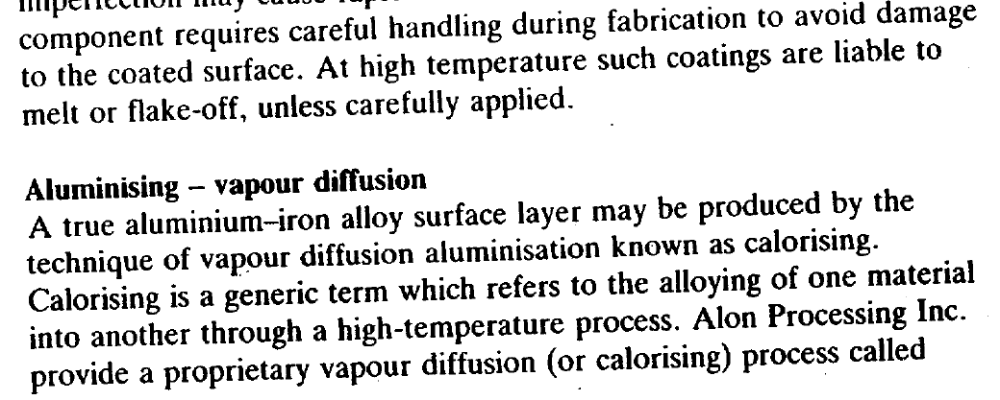 imperfection may cause
component requires careful handling during fabrication to avoid damage
to the coated surface. At high temperature such coatings are liable to
melt or flake-off, unless carefully applied.
Aluminising – vapour diffusion
A true aluminium–iron alloy surface layer may be produced by the
technique of vapour diffusion aluminisation known as calorising.
Calorising is a generic term which refers to the alloying of one material
into another through a high-temperature process. Alon Processing Inc.
provide a proprietary vapour diffusion (or calorising) process called